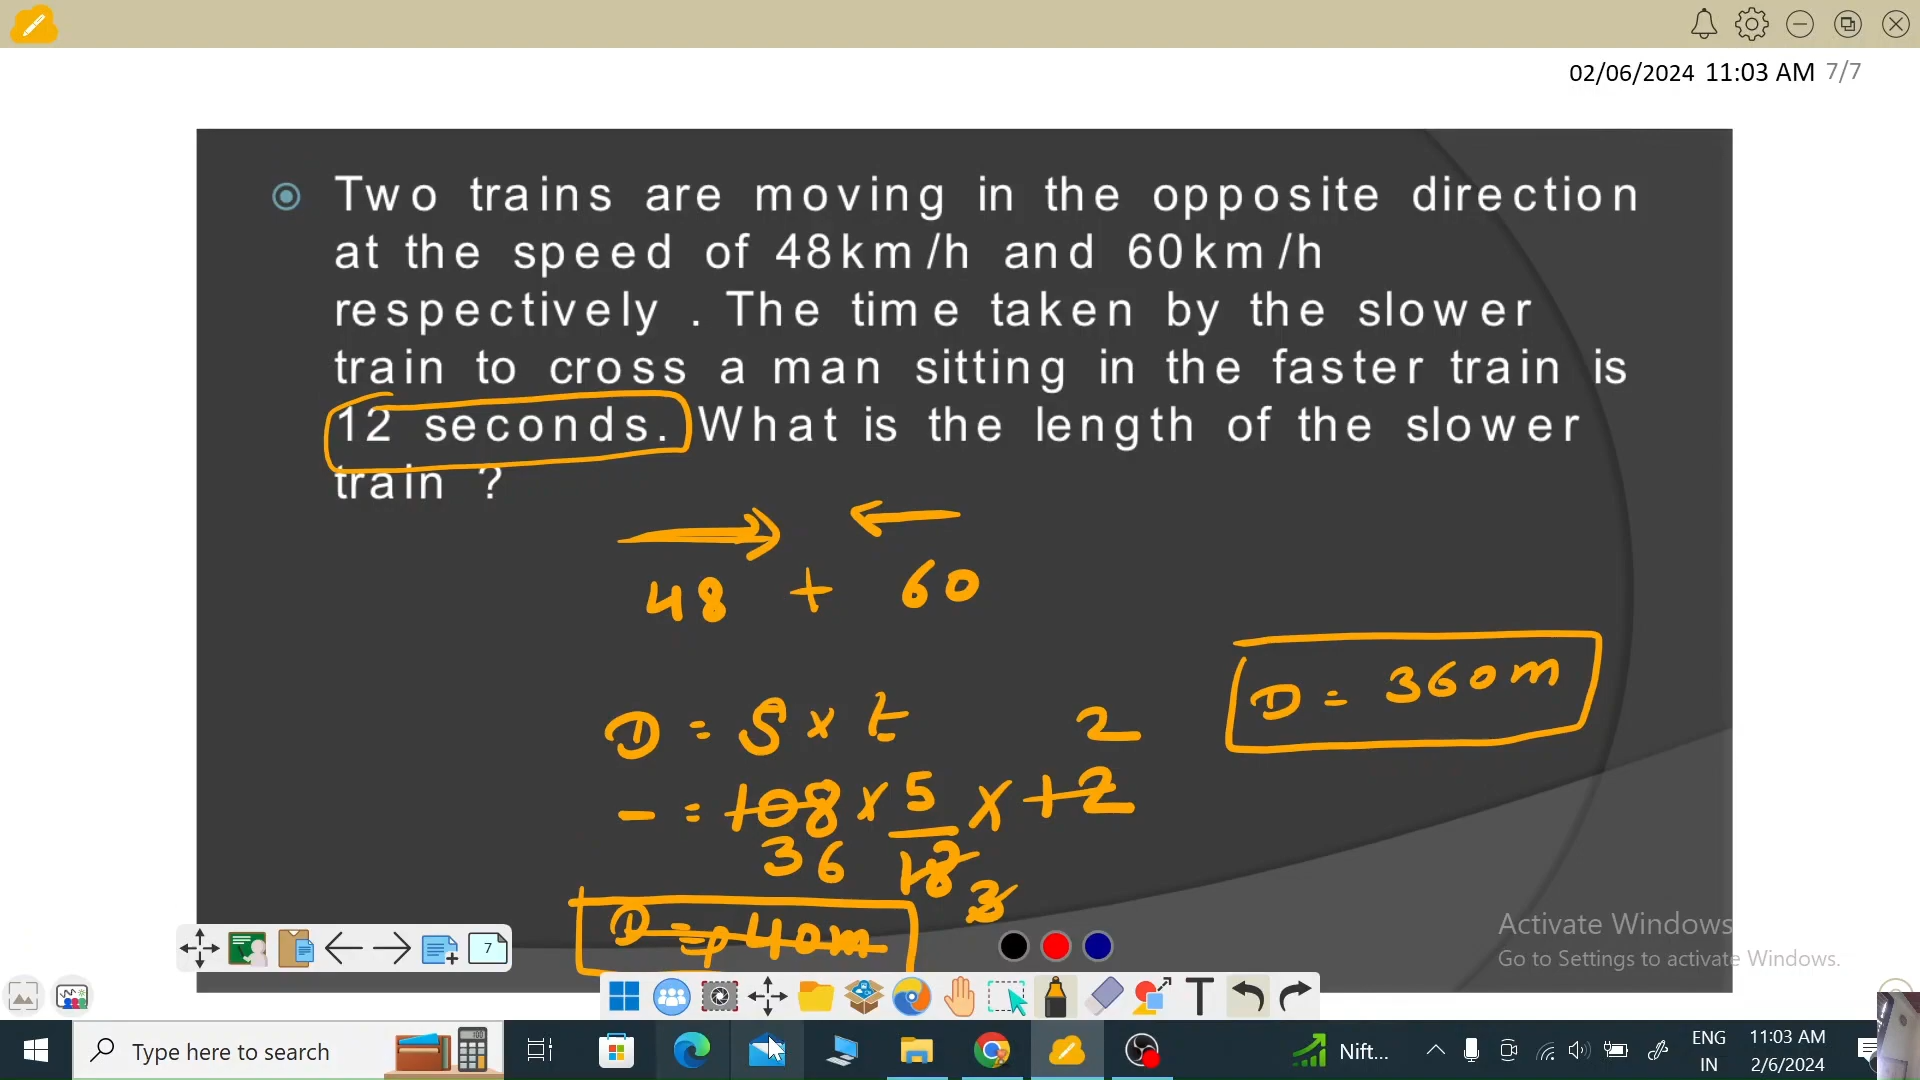 02/06/2024 11:03 AM 7/7
Two trains are moving in the opposite direction
at the speed of 48km/h and 60km/h
respectively . The time taken by the slower
train to cross a man sitting in the faster train is
12 seconds. What is the length of the slower
train ?
48 + 60
D = S x t
2
- = 108 x 5 x 12
36 18
3
D = 40m
D = 360m
Activate Windows
Go to Settings to activate Windows.
7
T
Type here to search
Nift...
ENG
IN
11:03 AM
2/6/2024